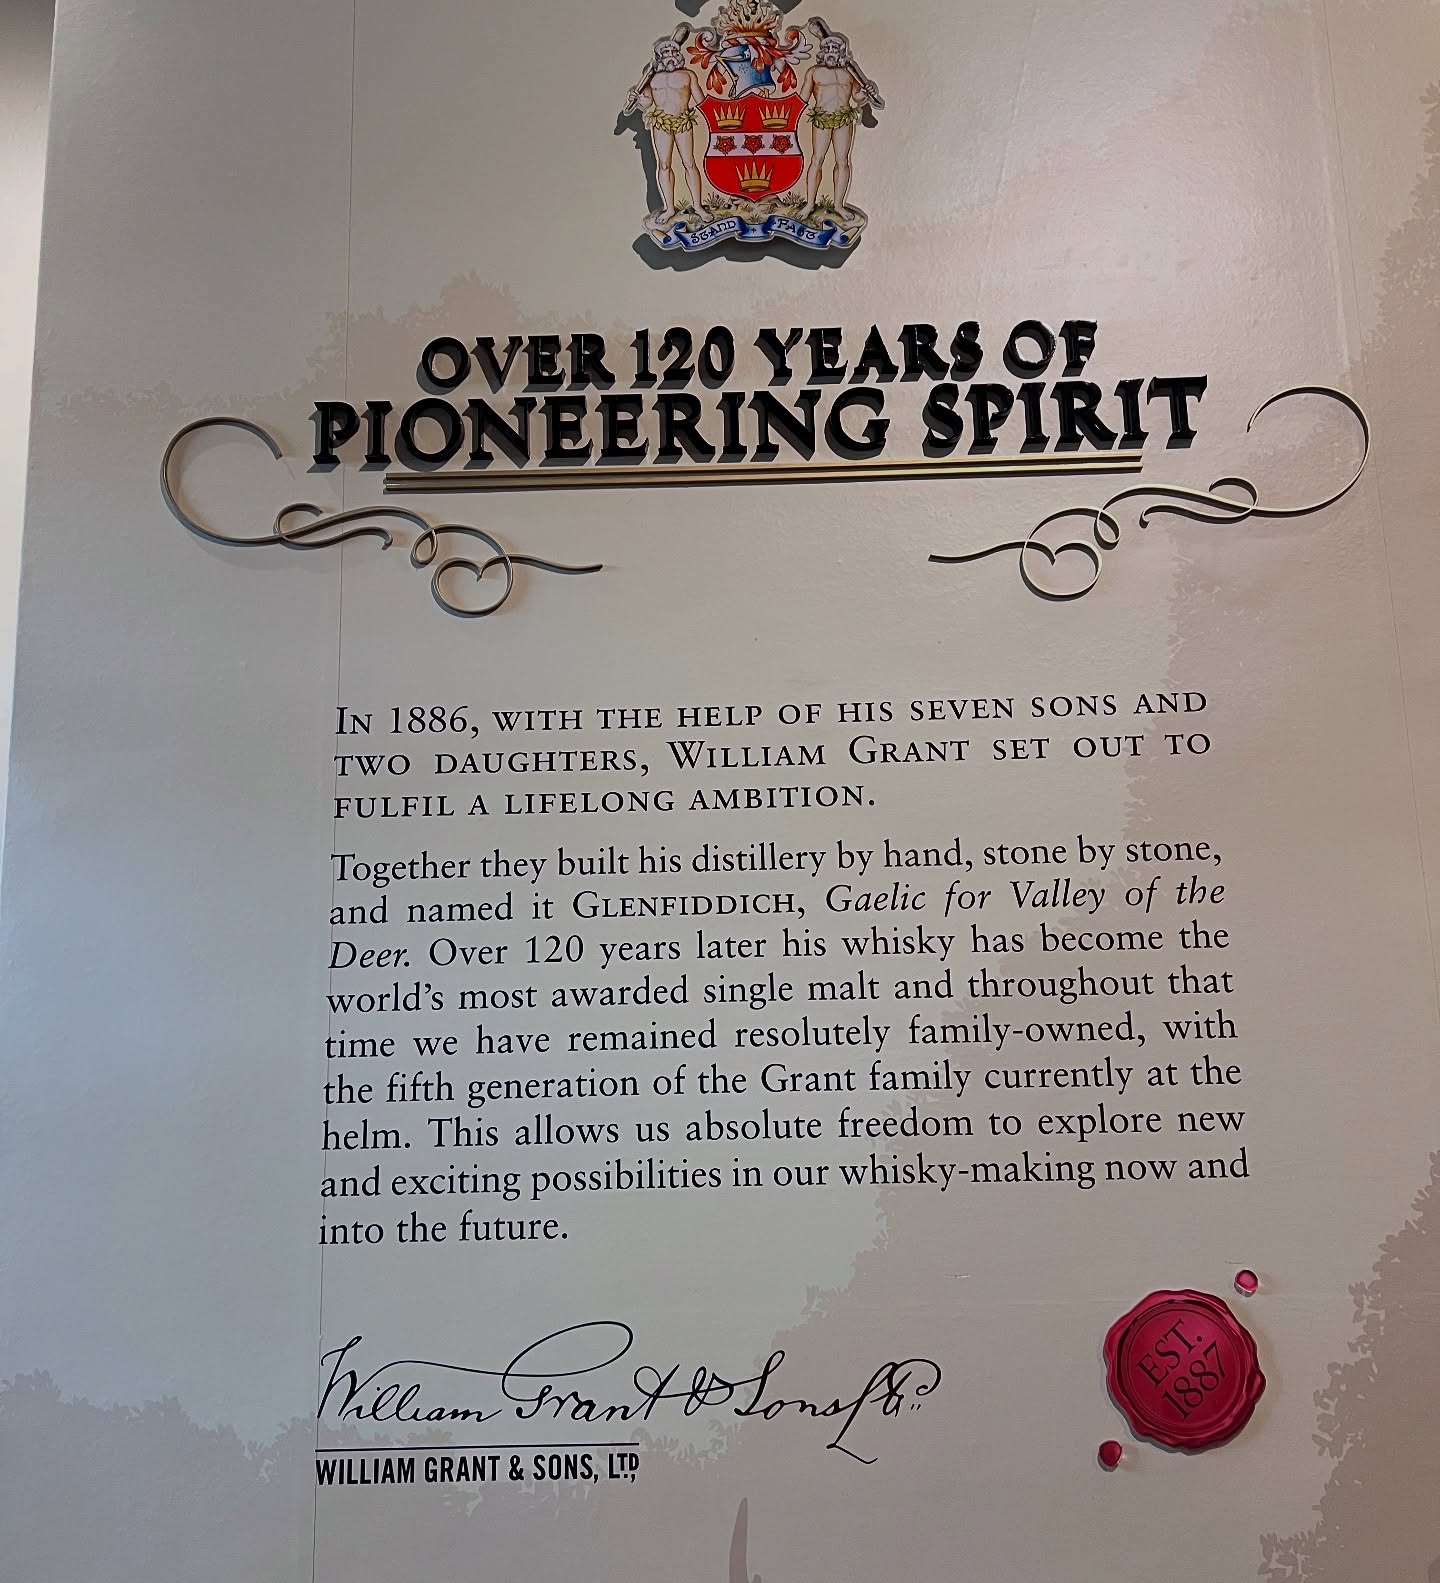 STAND FAST
OVER 120 YEARS OF
PIONEERING SPIRIT
IN 1886, WITH THE HELP OF HIS SEVEN SONS AND
TWO DAUGHTERS, WILLIAM GRANT SET OUT TO
FULFIL A LIFELONG AMBITION.
Together they built his distillery by hand, stone by stone,
and named it GLENFIDDICH, Gaelic for Valley of the
Deer. Over 120 years later his whisky has become the
world's most awarded single malt and throughout that
time we have remained resolutely family-owned, with
the fifth generation of the Grant family currently at the
helm. This allows us absolute freedom to explore new
and exciting possibilities in our whisky-making now and
into the future.
William Grant & Sons Ltd
WILLIAM GRANT & SONS, LTD,
EST.
1887